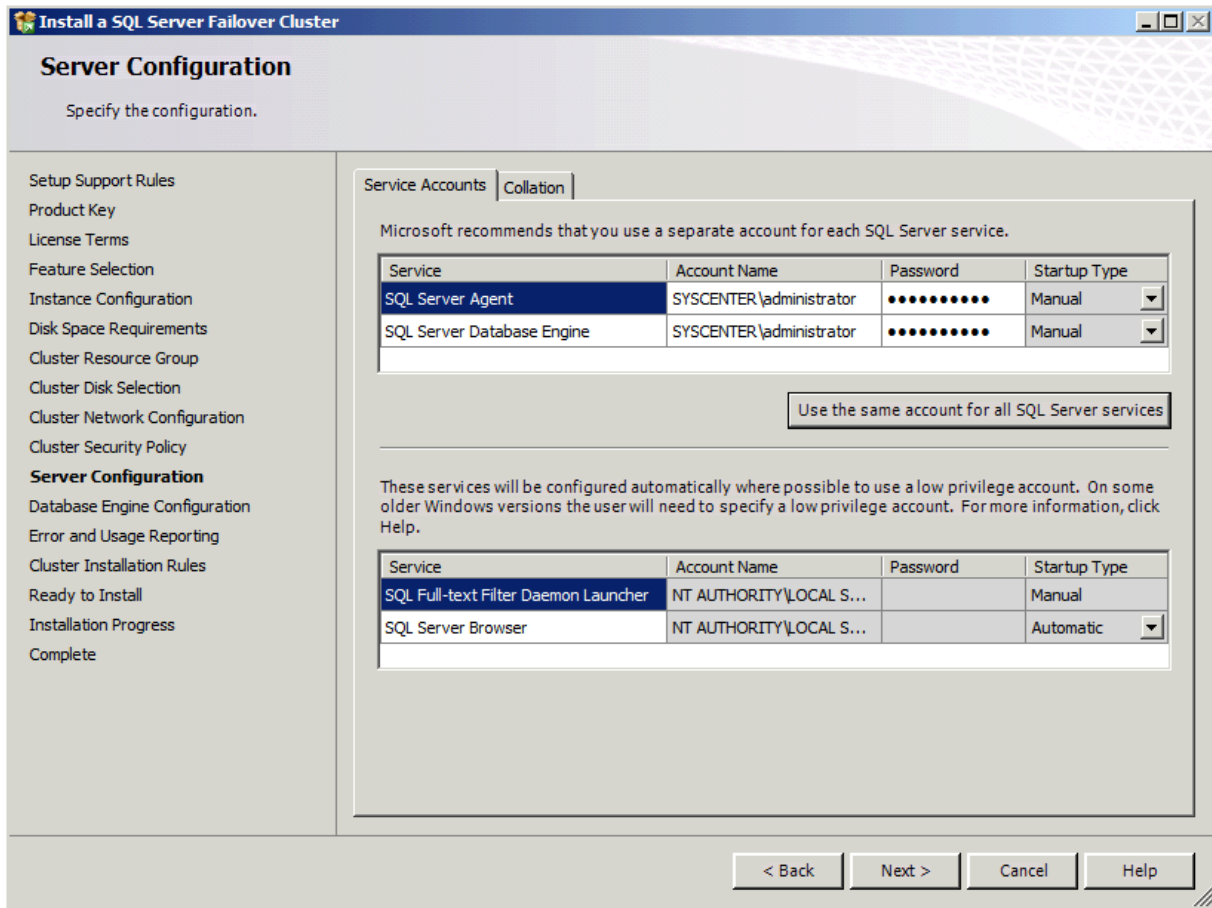 Install a SQL Server Failover Cluster
Server Configuration
Specify the configuration.
Setup Support Rules
Product Key
License Terms
Feature Selection
Instance Configuration
Disk Space Requirements
Cluster Resource Group
Cluster Disk Selection
Cluster Network Configuration
Cluster Security Policy
Server Configuration
Database Engine Configuration
Error and Usage Reporting
Cluster Installation Rules
Ready to Install
Installation Progress
Complete
Service Accounts Collation
Microsoft recommends that you use a separate account for each SQL Server service.
Service Account Name Password Startup Type
SQL Server Agent SYSCENTER\administrator ●●●●●●●●●● Manual
SQL Server Database Engine SYSCENTER\administrator ●●●●●●●●●● Manual
Use the same account for all SQL Server services
These services will be configured automatically where possible to use a low privilege account. On some
older Windows versions the user will need to specify a low privilege account. For more information, click
Help.
Service Account Name Password Startup Type
SQL Full-text Filter Daemon Launcher NT AUTHORITY\LOCAL S... Manual
SQL Server Browser NT AUTHORITY\LOCAL S... Automatic
< Back Next > Cancel Help